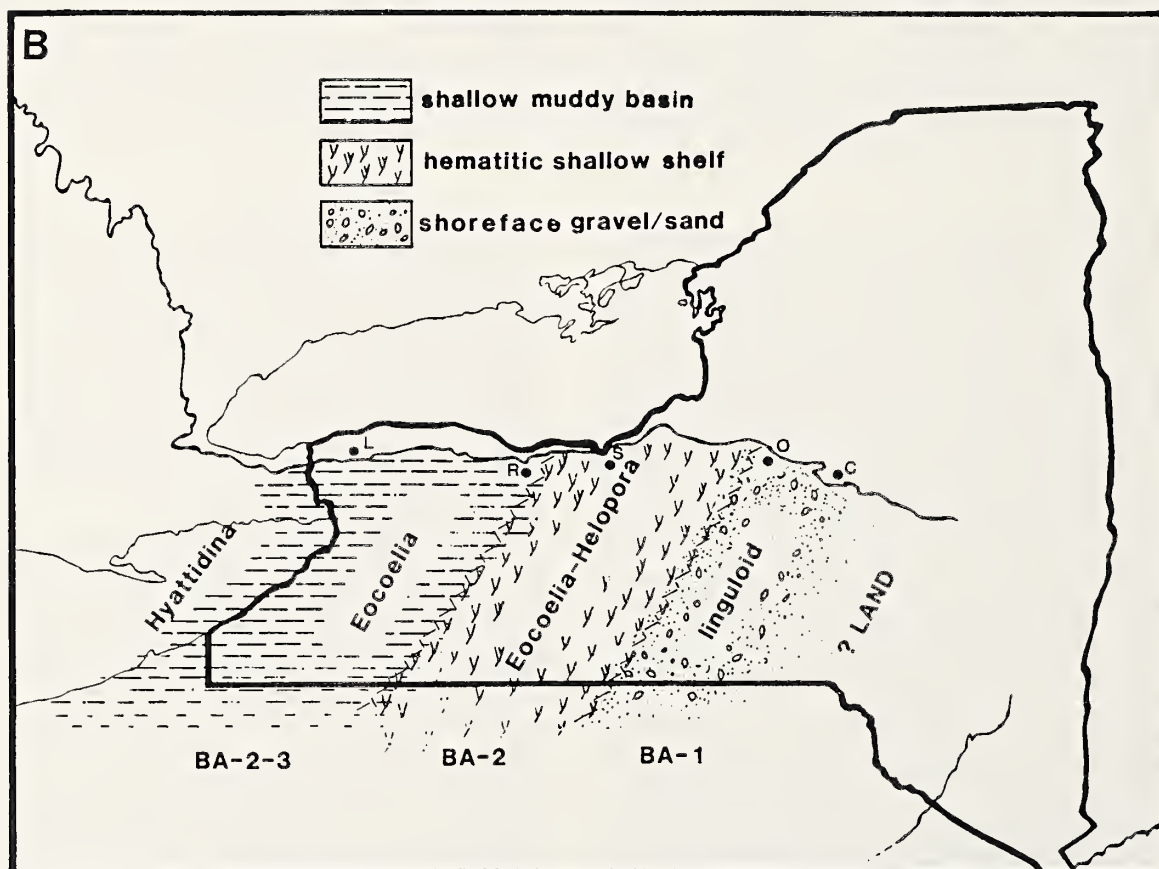 B
shallow muddy basin
hematitic shallow shelf
shoreface gravel/sand
L
R
S
O
C
Hyattidina
Eocoelia
Eocoelia-Helopora
linguloid
? LAND
BA-2-3
BA-2
BA-1